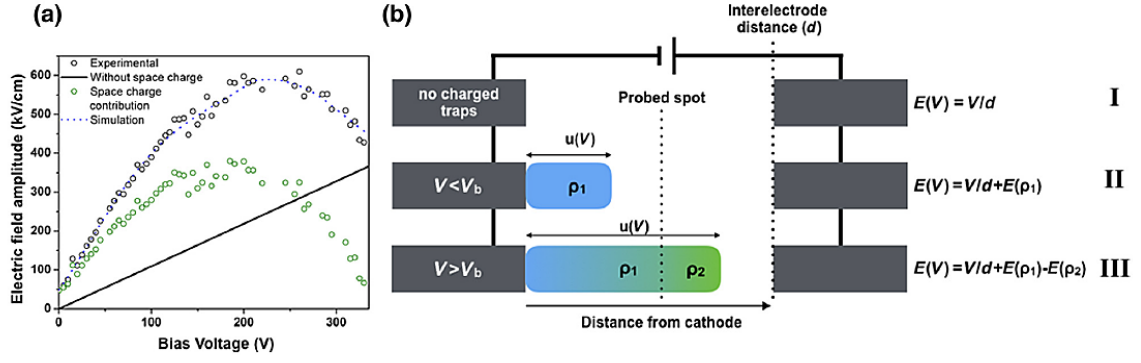 (a)
Experimental
Without space charge
Space charge
contribution
Simulation
Electric field amplitude (kV/cm)
600
500
400
300
200
100
0
0
100
200
300
Bias Voltage (V)
(b)
Interelectrode
distance (d)
no charged
traps
Probed spot
E(V) = V/d
I
u(V)
V<Vb
ρ1
E(V) = V/d+E(ρ1)
II
u(V)
V>Vb
ρ1
ρ2
E(V) = V/d+E(ρ1)-E(ρ2)
III
Distance from cathode